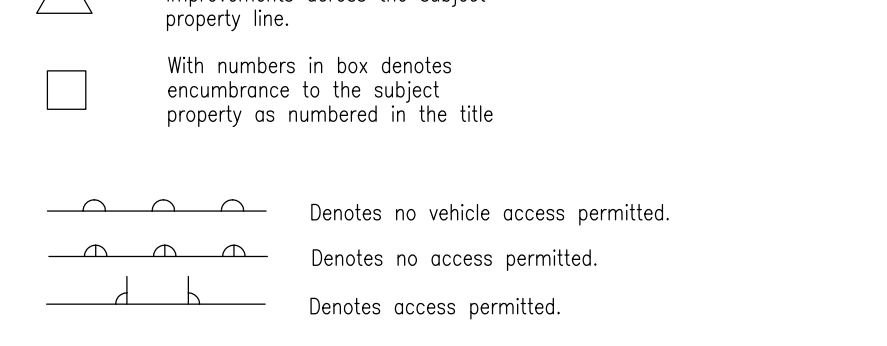 improvements across the subject
property line.
With numbers in box denotes
encumbrance to the subject
property as numbered in the title
Denotes no vehicle access permitted.
Denotes no access permitted.
Denotes access permitted.